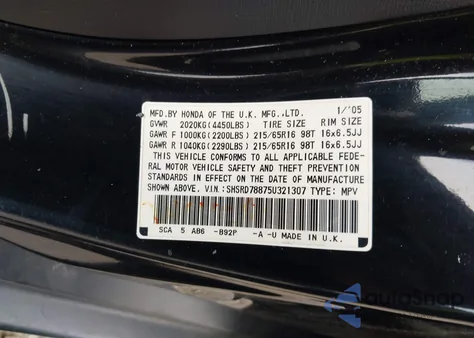 MFD.BY HONDA OF THE U.K. MFG.,LTD. 1/'05
GVWR 2020KG(4450LBS) TIRE SIZE RIM SIZE
GAWR F 1000KG(2200LBS) 215/65R16 98T 16x6.5JJ
GAWR R 1040KG(2290LBS) 215/65R16 98T 16x6.5JJ
THIS VEHICLE CONFORMS TO ALL APPLICABLE FEDE-
RAL MOTOR VEHICLE SAFETY AND THEFT PREVENTION
STANDARDS IN EFFECT ON THE DATE OF MANUFACTURE
SHOWN ABOVE. V.I.N.:SHSRD78875U321307 TYPE: MPV
SCA 5 AB6 -B92P -A -U MADE IN U.K.
AutoSnap